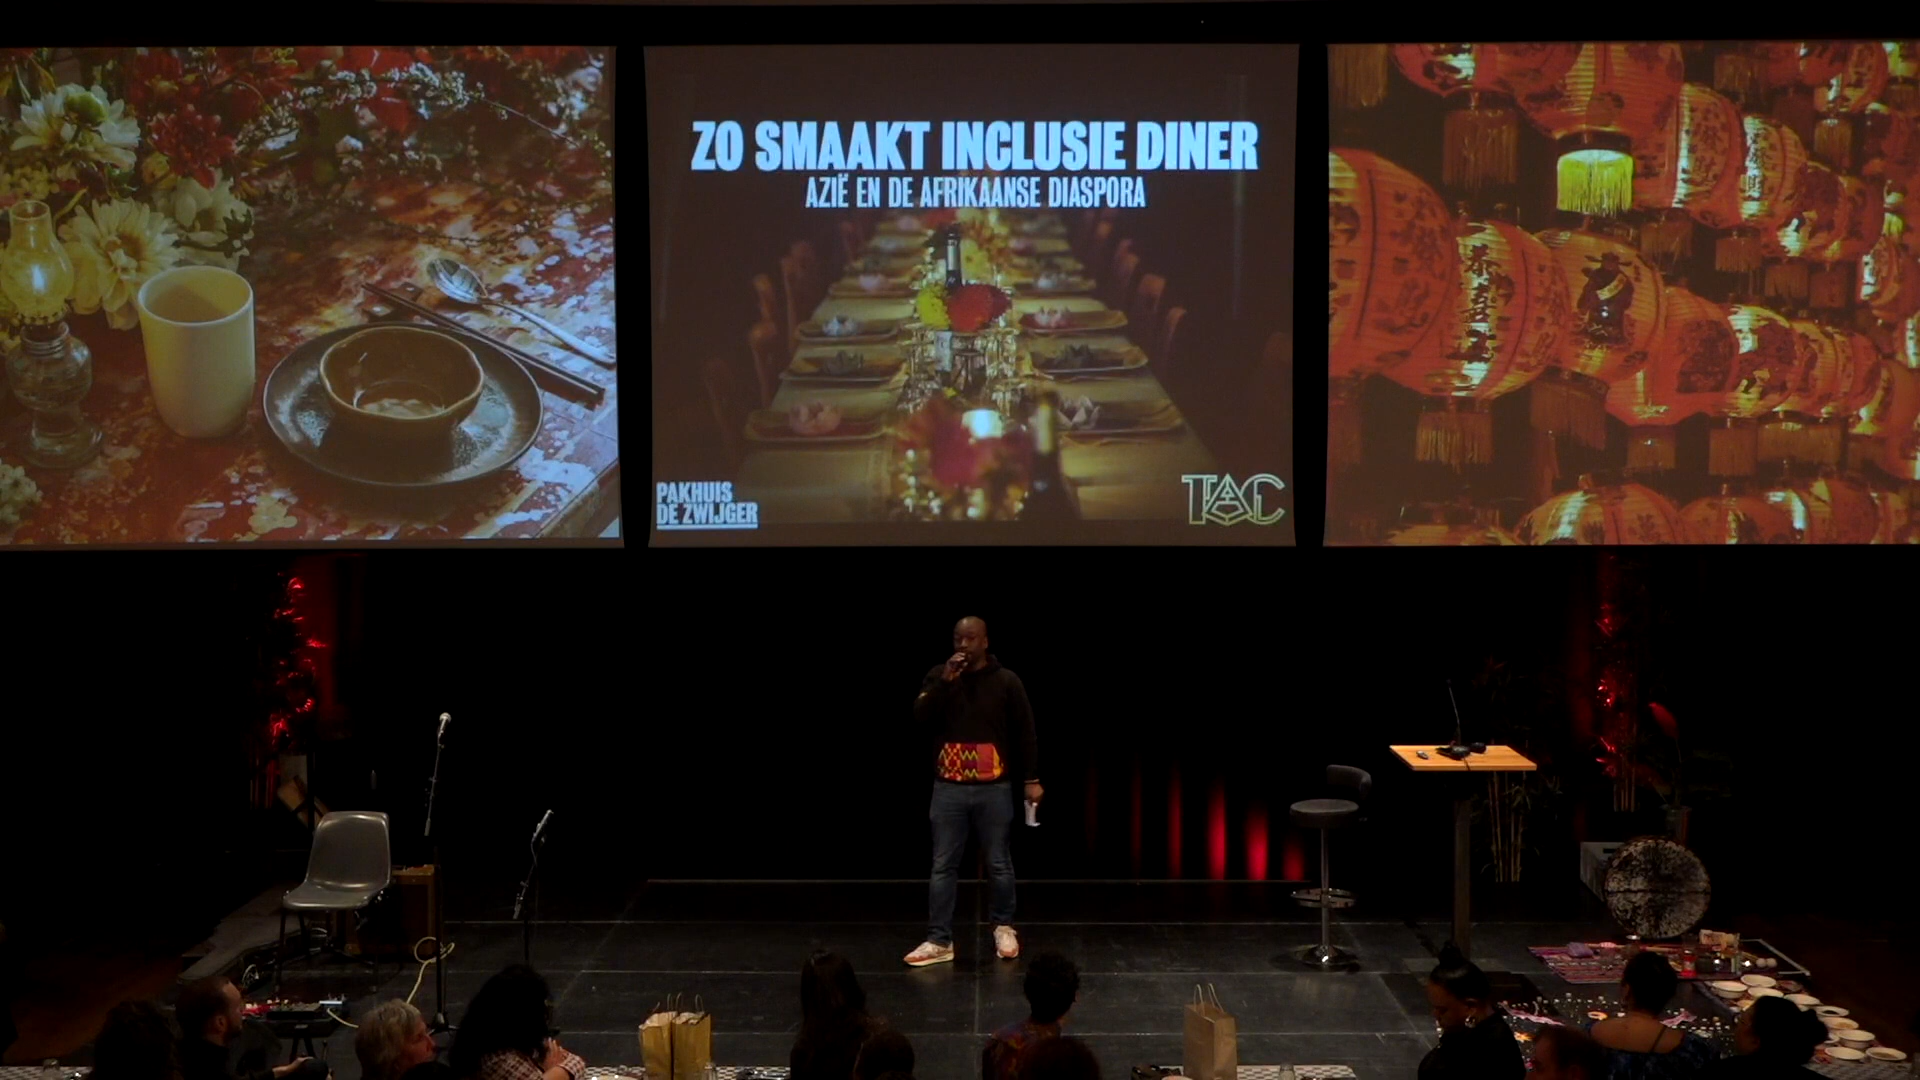 ZO SMAAKT INCLUSIE DINER
AZIË EN DE AFRIKAANSE DIASPORA
PAKHUIS
DE ZWIJGER
TAC